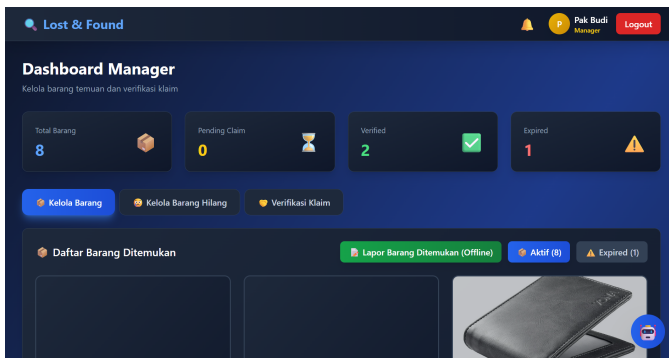 Lost & Found
P
Pak Budi
Manager
Logout
Dashboard Manager
Kelola barang temuan dan verifikasi klaim
Total Barang
8
Pending Claim
0
Verified
2
Expired
1
Kelola Barang
Kelola Barang Hilang
Verifikasi Klaim
Daftar Barang Ditemukan
Lapor Barang Ditemukan (Offline)
Aktif (8)
Expired (1)